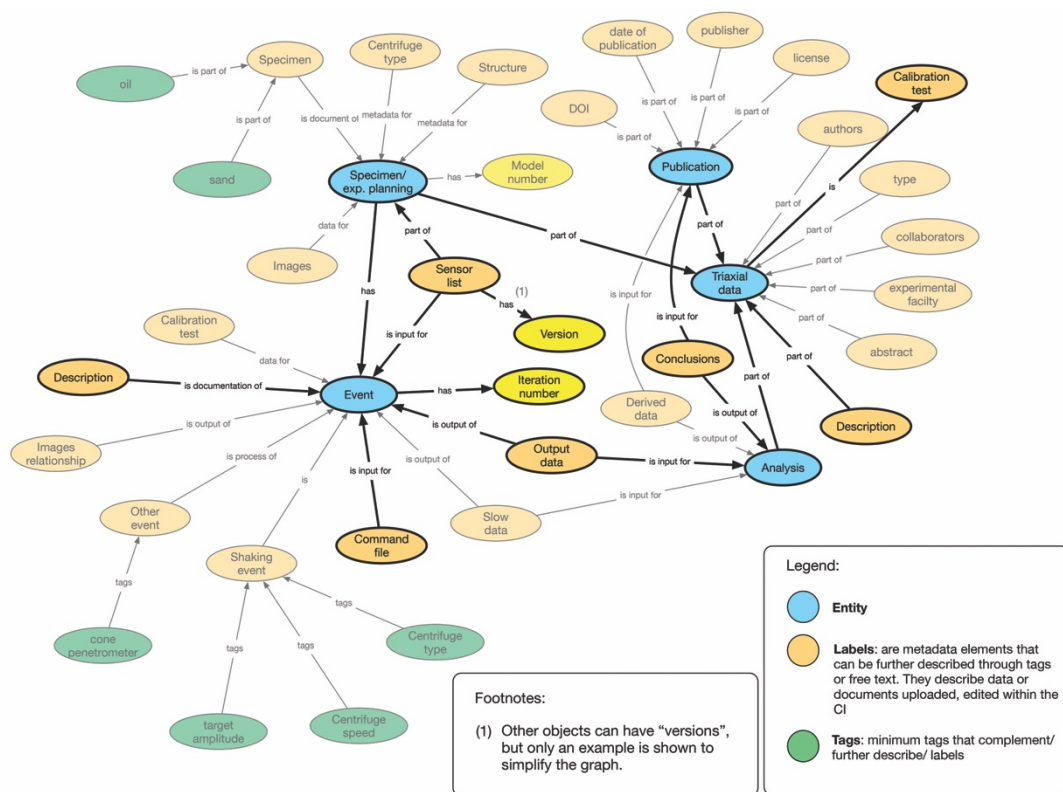 date of
publication
publisher
Centrifuge
type
Specimen
Structure
license
oil
is part of
Calibration
test
DOI
is part of
is part of
is part of
is document of
metadata for
metadata for
is part of
is part of
authors
sand
Specimen/
exp. planning
has
Model
number
Publication
is
type
part of
part of
data for
part of
part of
part of
collaborators
Images
Sensor
list
has
(1)
Triaxial
data
part of
part of
experimental
facilty
has
is input for
part of
Calibration
test
is input for
Version
is input for
abstract
data for
Conclusions
part of
Description
is documentation of
Event
has
Iteration
number
part of
Derived
data
is output of
is output of
is output of
Description
Images
relationship
is process of
is output of
is output of
Output
data
is input for
Analysis
is
is input for
is input for
Other
event
Slow
data
Command
file
Shaking
event
tags
tags
cone
penetrometer
tags
tags
Centrifuge
type
target
amplitude
Centrifuge
speed
Footnotes:
(1) Other objects can have “versions”,
but only an example is shown to
simplify the graph.
Legend:
Entity
Labels: are metadata elements that
can be further described through tags
or free text. They describe data or
documents uploaded, edited within the
CI
Tags: minimum tags that complement/
further describe/ labels